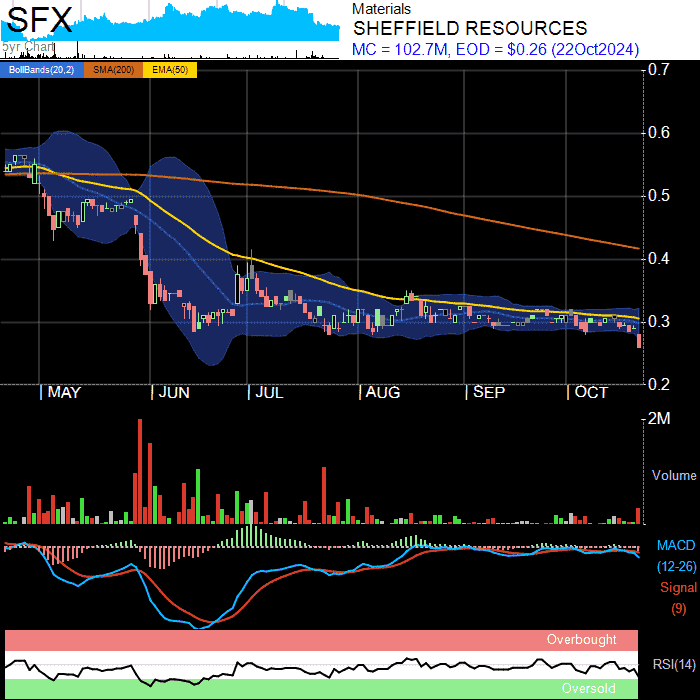 SFX
5yr Chart
Materials
SHEFFIELD RESOURCES
MC = 102.7M, EOD = $0.26 (22Oct2024)
BollBands(20,2) SMA(200) EMA(50)
0.7
0.6
0.5
0.4
0.3
0.2
MAY JUN JUL AUG SEP OCT
2M
Volume
MACD
(12-26)
Signal
(9)
Overbought
RSI(14)
Oversold